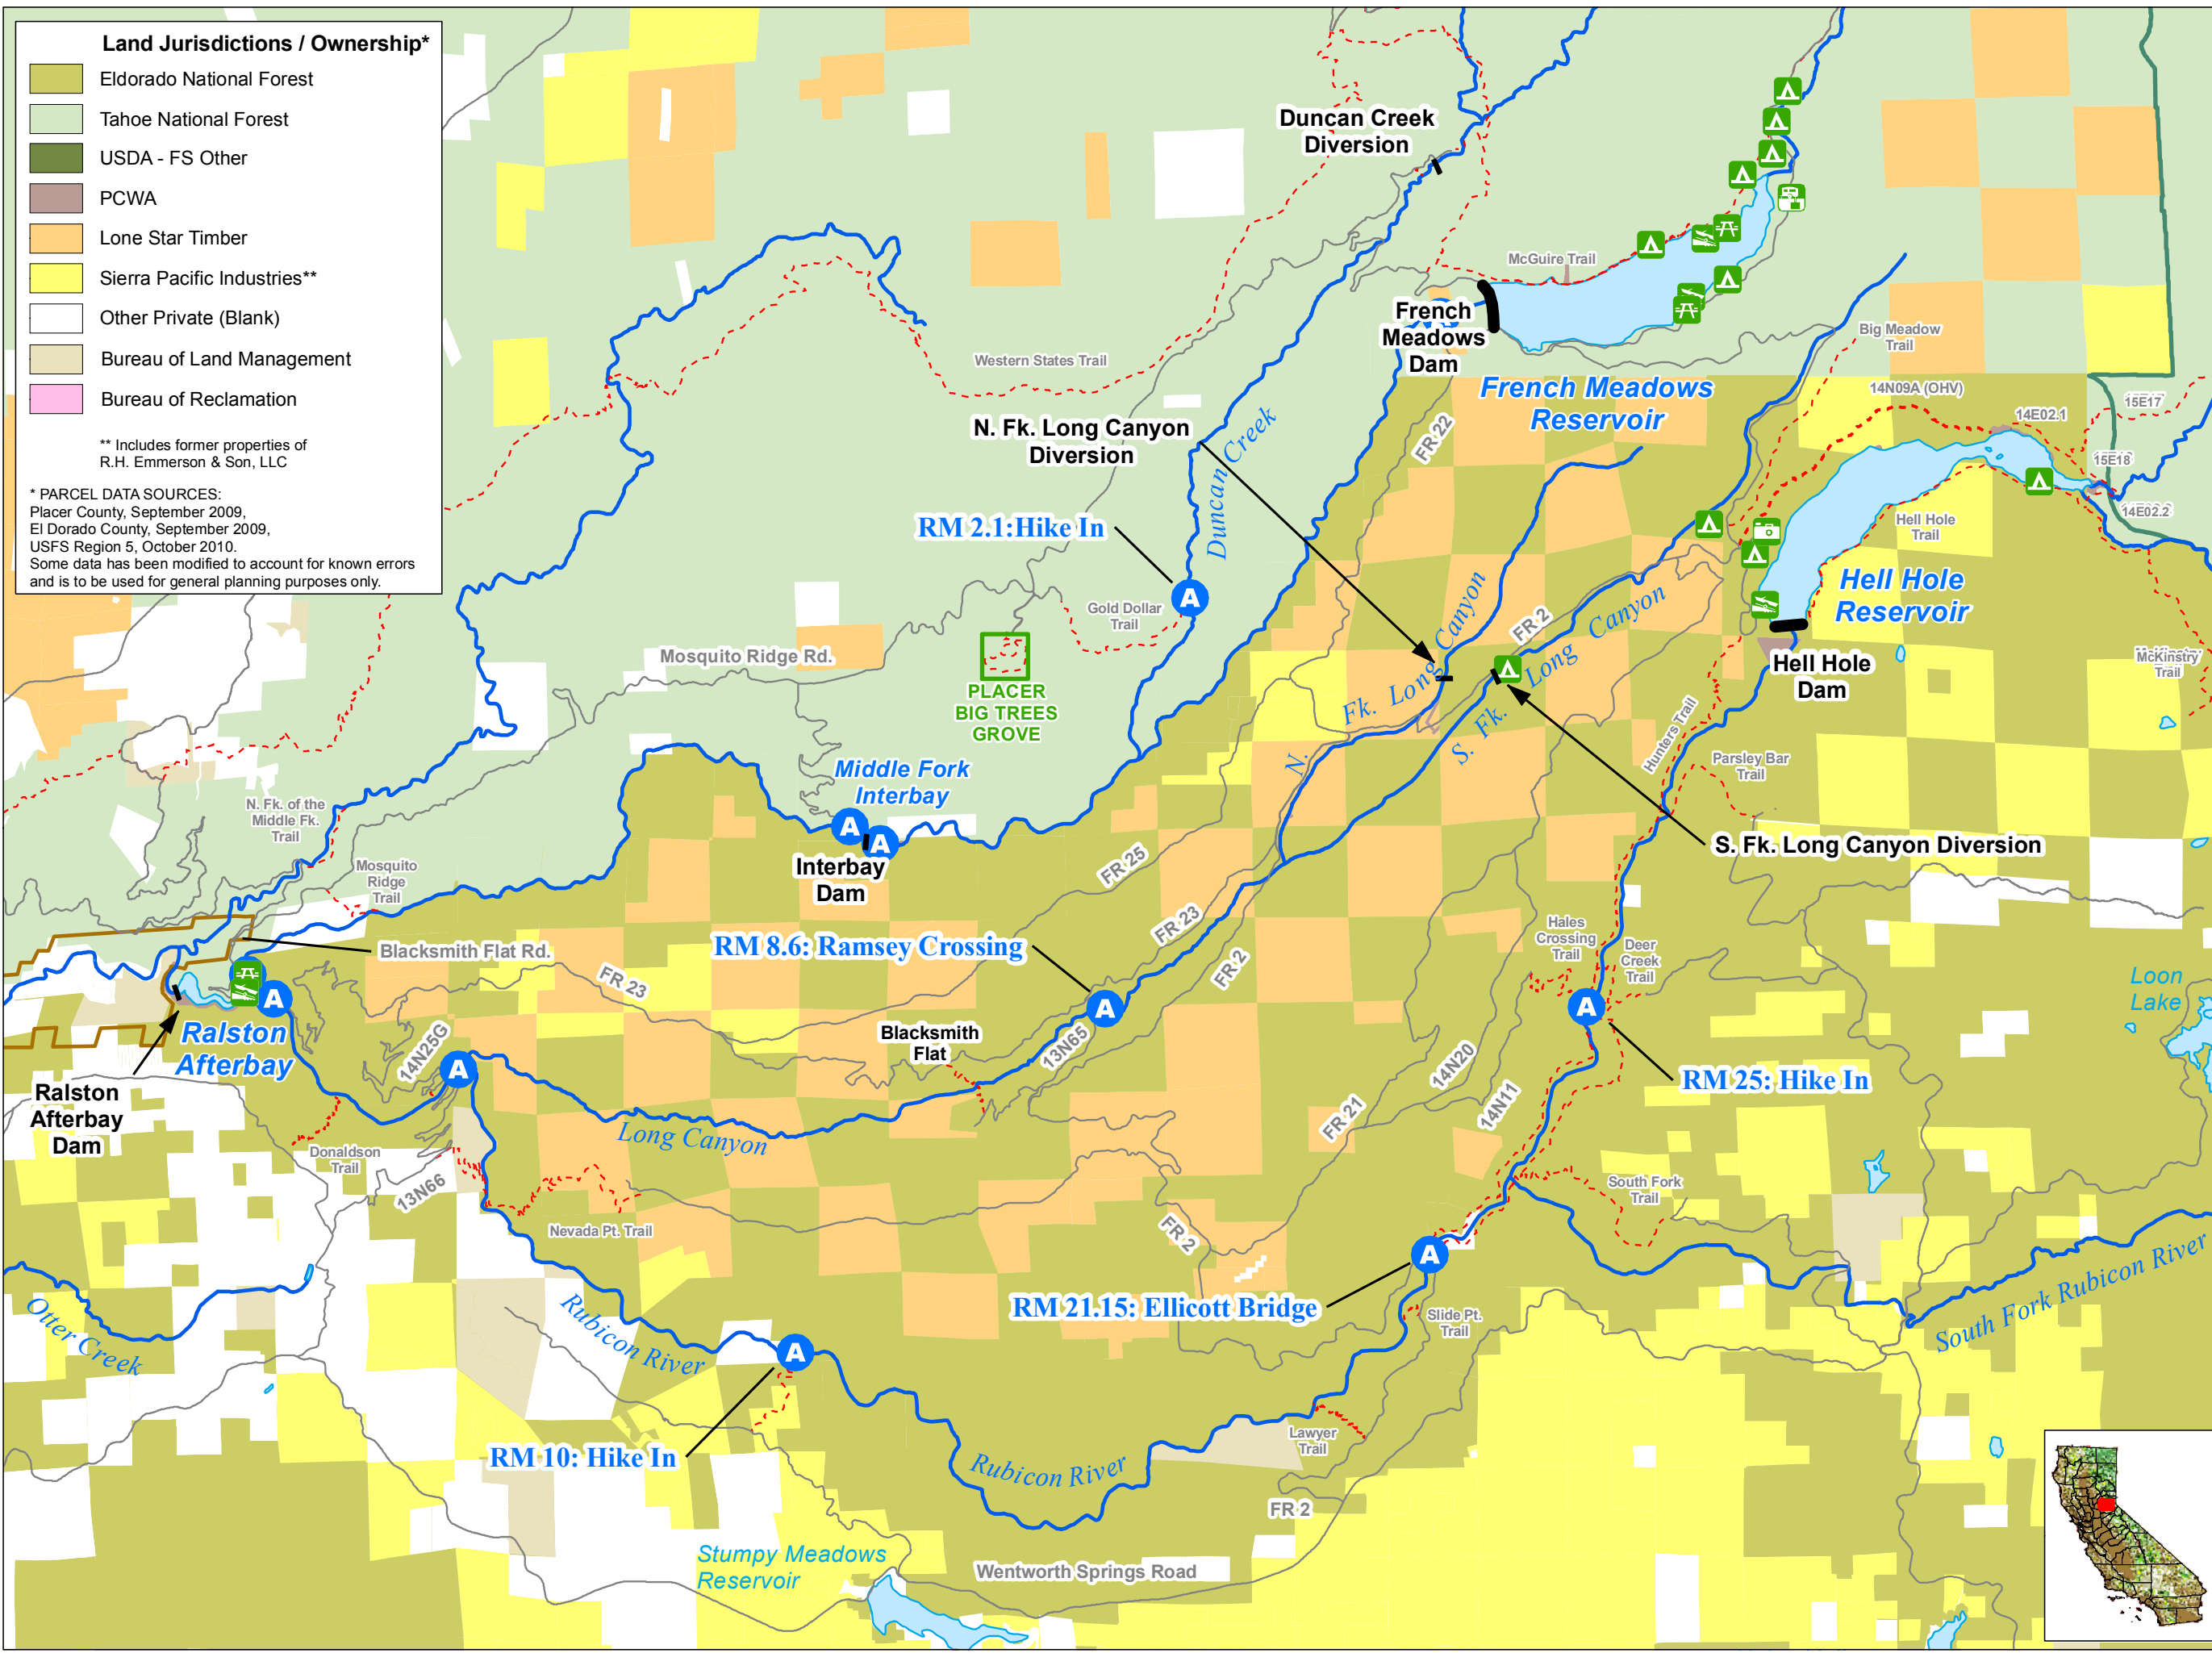 Land Jurisdictions / Ownership*
Eldorado National Forest
Tahoe National Forest
USDA - FS Other
PCWA
Lone Star Timber
Sierra Pacific Industries**
Other Private (Blank)
Bureau of Land Management
Bureau of Reclamation
** Includes former properties of
R.H. Emmerson & Son, LLC
* PARCEL DATA SOURCES:
Placer County, September 2009,
El Dorado County, September 2009,
USFS Region 5, October 2010.
Some data has been modified to account for known errors
and is to be used for general planning purposes only.
Duncan Creek
Diversion
McGuire Trail
French
Meadows
Dam
French Meadows
Reservoir
Big Meadow
Trail
14N09A (OHV)
14E02.1
15E17
15E18
14E02.2
Western States Trail
N. Fk. Long Canyon
Diversion
Duncan Creek
FR 22
RM 2.1:Hike In
A
Gold Dollar
Trail
Hell Hole
Trail
Hell Hole
Reservoir
Hell Hole
Dam
McKinstry
Trail
Mosquito Ridge Rd.
PLACER
BIG TREES
GROVE
N. Fk. Long Canyon
FR 2
S. Fk. Long Canyon
Hunters Trail
Parsley Bar
Trail
S. Fk. Long Canyon Diversion
Middle Fork
Interbay
A
A
Interbay
Dam
N. Fk. of the
Middle Fk.
Trail
Mosquito
Ridge
Trail
FR 25
FR 23
FR 2
Blacksmith Flat Rd.
FR 23
RM 8.6: Ramsey Crossing
A
Hales
Crossing
Trail
Deer
Creek
Trail
A
Loon
Lake
A
Ralston
Afterbay
Ralston
Afterbay
Dam
14N25G
A
Blacksmith
Flat
13N65
14N20
14N11
FR 21
RM 25: Hike In
Long Canyon
Donaldson
Trail
13N66
Nevada Pt. Trail
FR 2
South Fork
Trail
A
RM 21.15: Ellicott Bridge
South Fork Rubicon River
Otter Creek
Rubicon River
A
Slide Pt.
Trail
RM 10: Hike In
Rubicon River
Lawyer
Trail
FR 2
Stumpy Meadows
Reservoir
Wentworth Springs Road